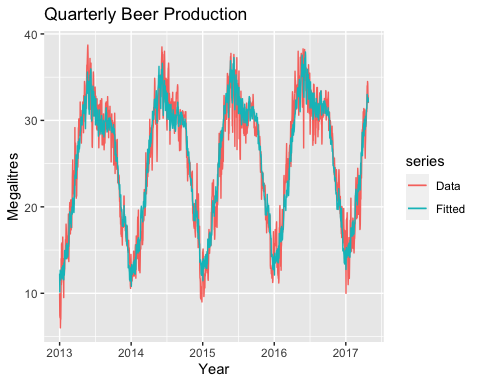 Quarterly Beer Production
40
30
20
10
Megalitres
2013 2014 2015 2016 2017
Year
series
Data
Fitted